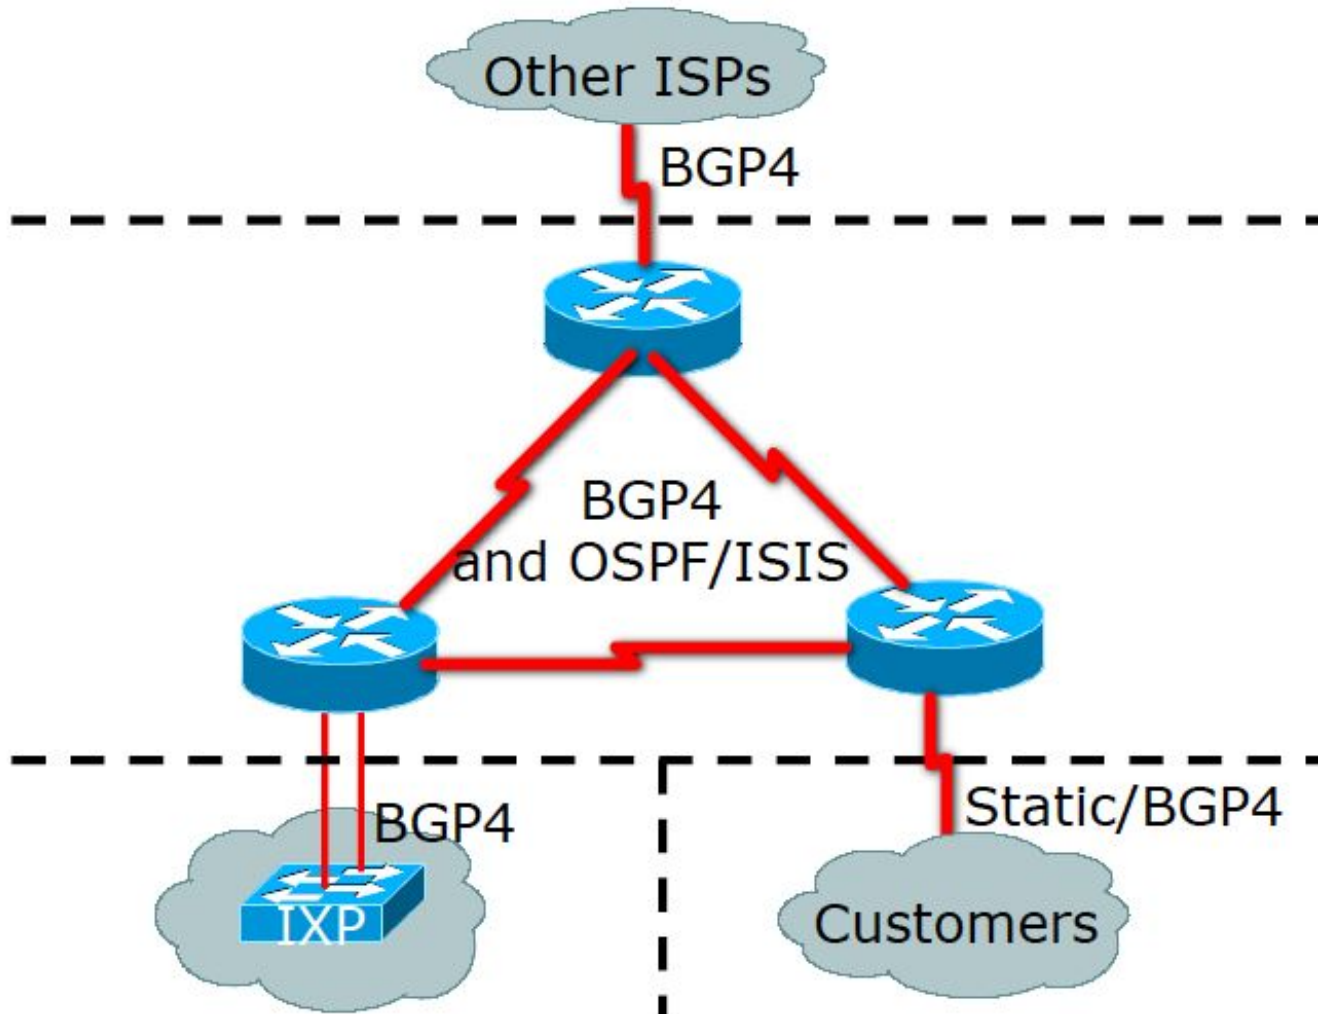 Other ISPs
BGP4
BGP4
and OSPF/ISIS
BGP4
IXP
Static/BGP4
Customers